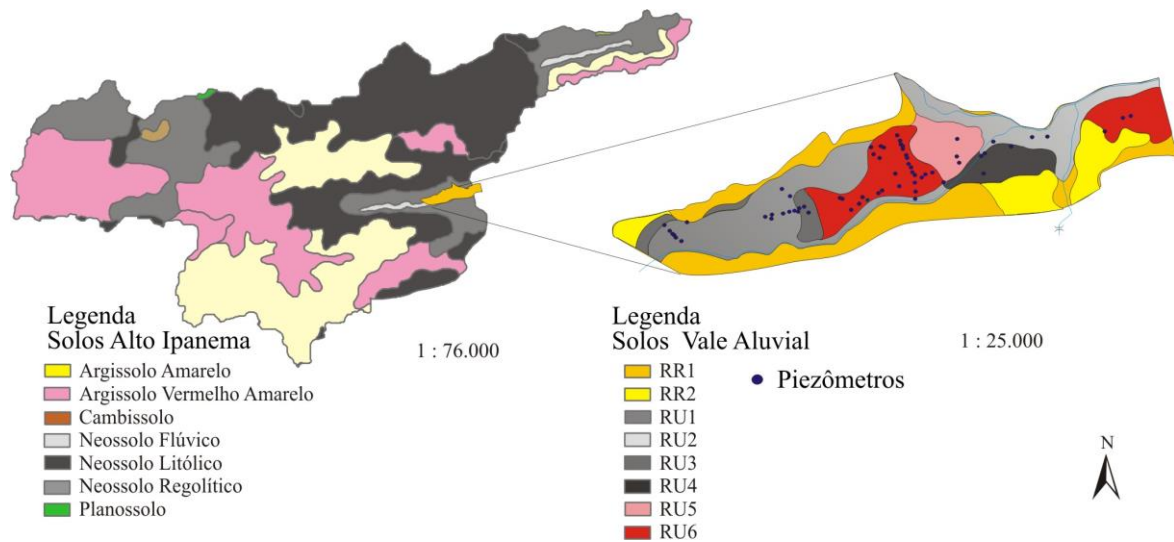 Legenda
Solos Alto Ipanema
1 : 76.000
Argissolo Amarelo
Argissolo Vermelho Amarelo
Cambissolo
Neossolo Flúvico
Neossolo Litólico
Neossolo Regolítico
Planossolo
Legenda
Solos Vale Aluvial
1 : 25.000
RR1
RR2
RU1
RU2
RU3
RU4
RU5
RU6
Piezômetros
N